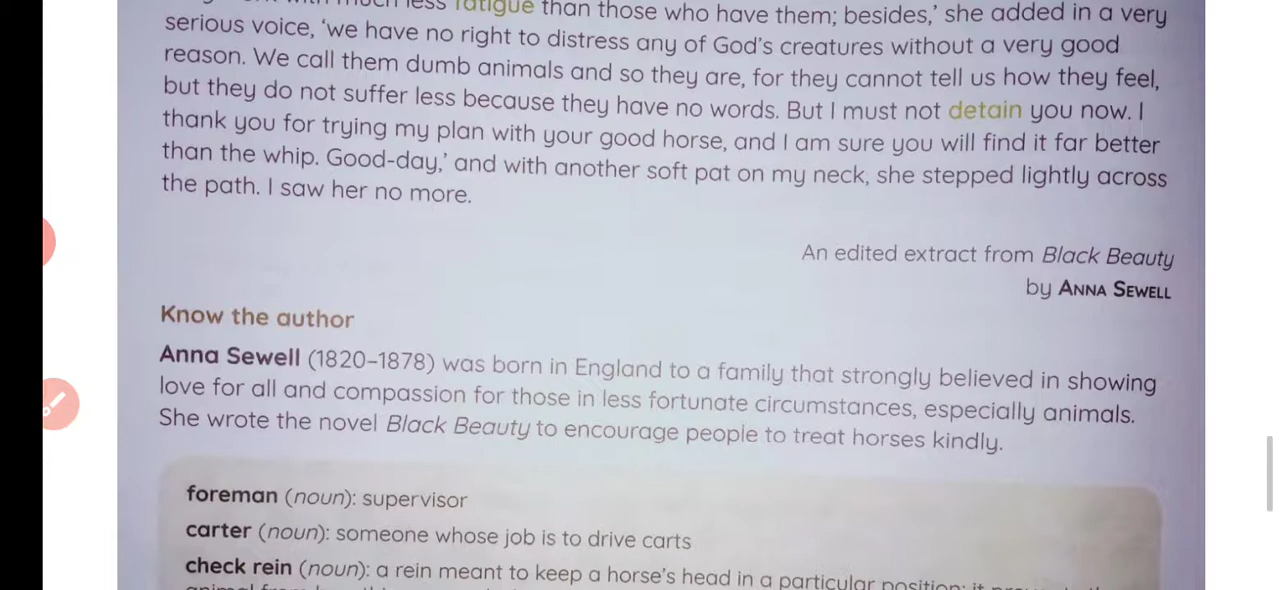 fatigue than those who have them; besides,’ she added in a very
serious voice, ‘we have no right to distress any of God’s creatures without a very good
reason. We call them dumb animals and so they are, for they cannot tell us how they feel,
but they do not suffer less because they have no words. But I must not detain you now. I
thank you for trying my plan with your good horse, and I am sure you will find it far better
than the whip. Good-day,’ and with another soft pat on my neck, she stepped lightly across
the path. I saw her no more.
An edited extract from Black Beauty
by ANNA SEWELL
Know the author
Anna Sewell (1820–1878) was born in England to a family that strongly believed in showing
love for all and compassion for those in less fortunate circumstances, especially animals.
She wrote the novel Black Beauty to encourage people to treat horses kindly.
foreman (noun): supervisor
carter (noun): someone whose job is to drive carts
check rein (noun): a rein meant to keep a horse’s head in a particular position; it